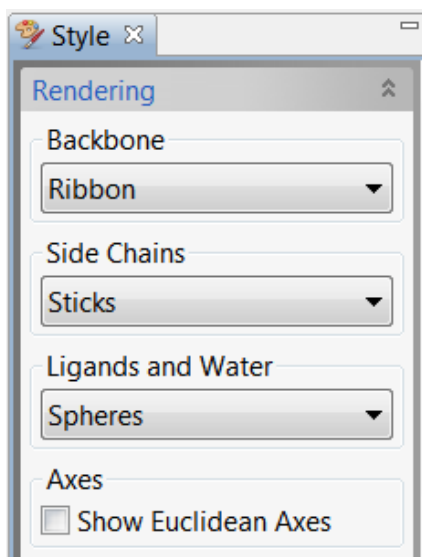 Style
Rendering
Backbone
Ribbon
Side Chains
Sticks
Ligands and Water
Spheres
Axes
Show Euclidean Axes